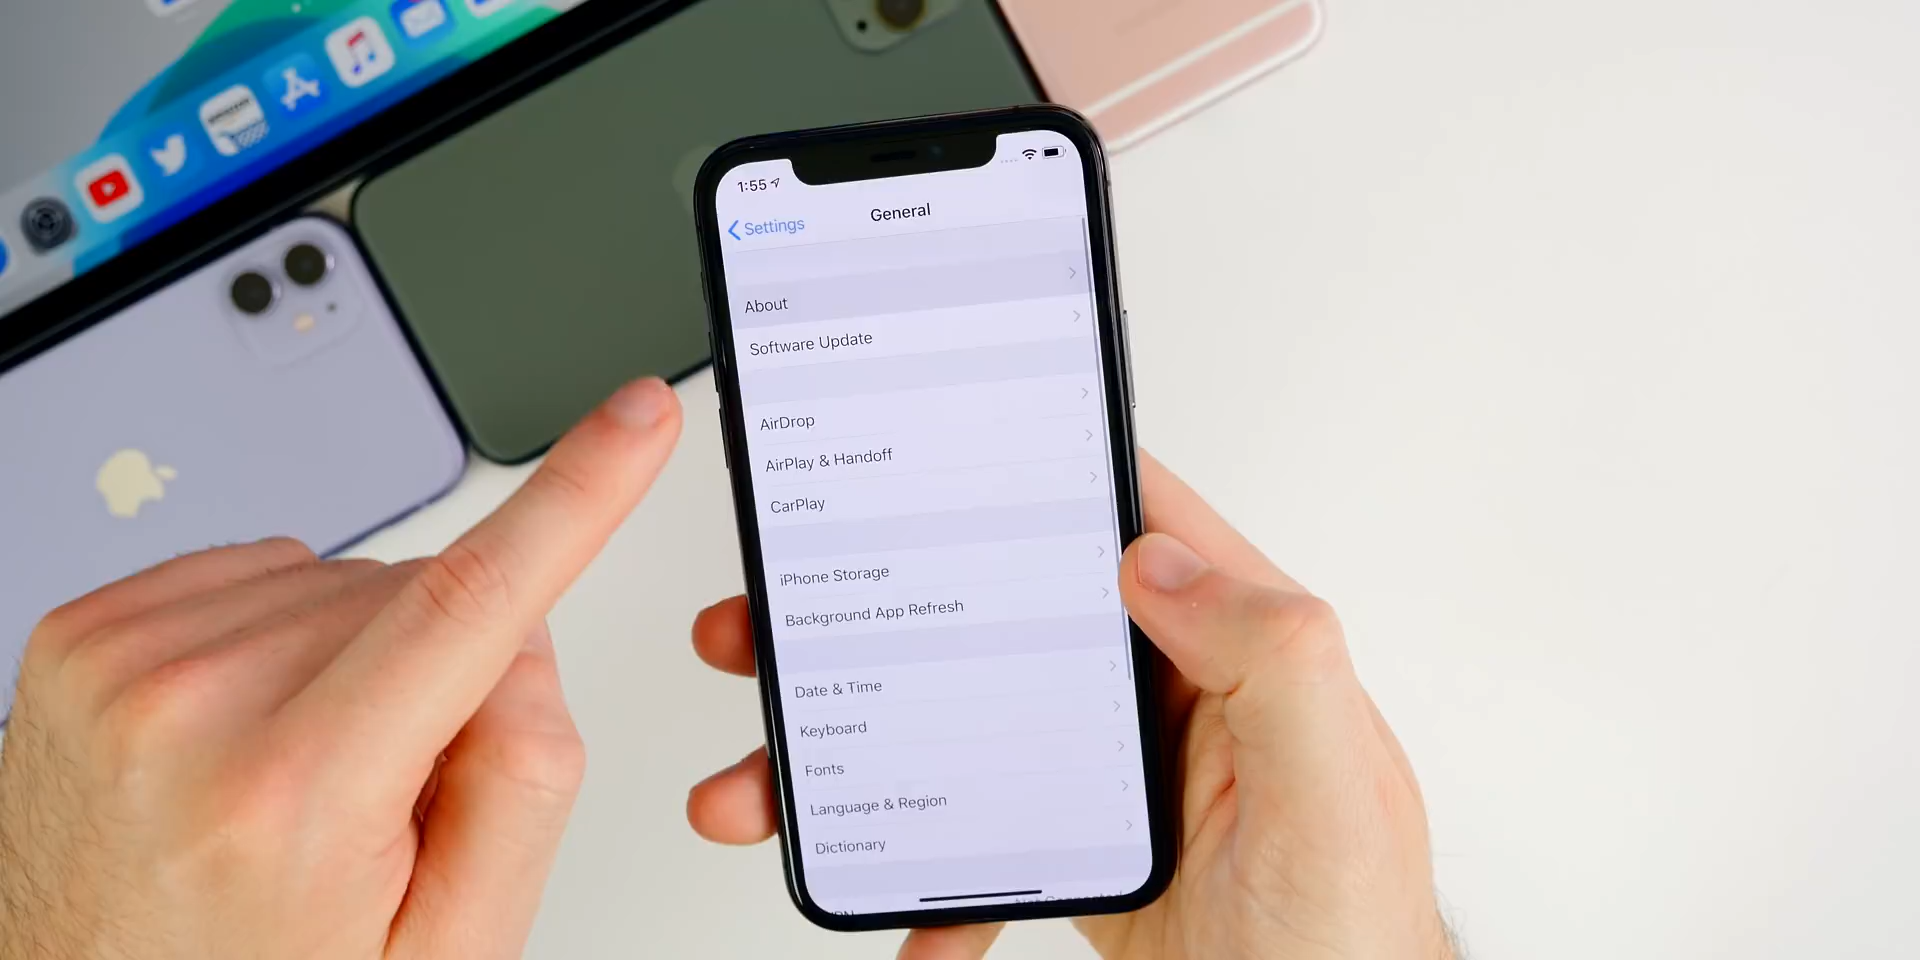 1:55
Settings
General
About
Software Update
AirDrop
AirPlay & Handoff
CarPlay
iPhone Storage
Background App Refresh
Date & Time
Keyboard
Fonts
Language & Region
Dictionary